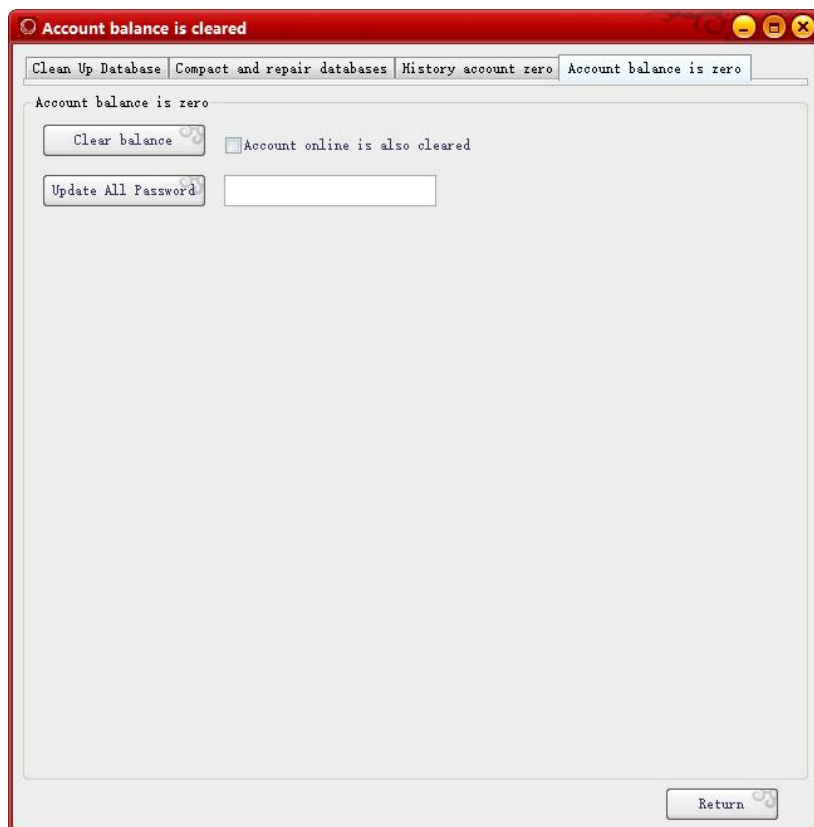 Account balance is cleared
Clean Up Database Compact and repair databases History account zero Account balance is zero
Account balance is zero
Clear balance Account online is also cleared
Update All Password
Return